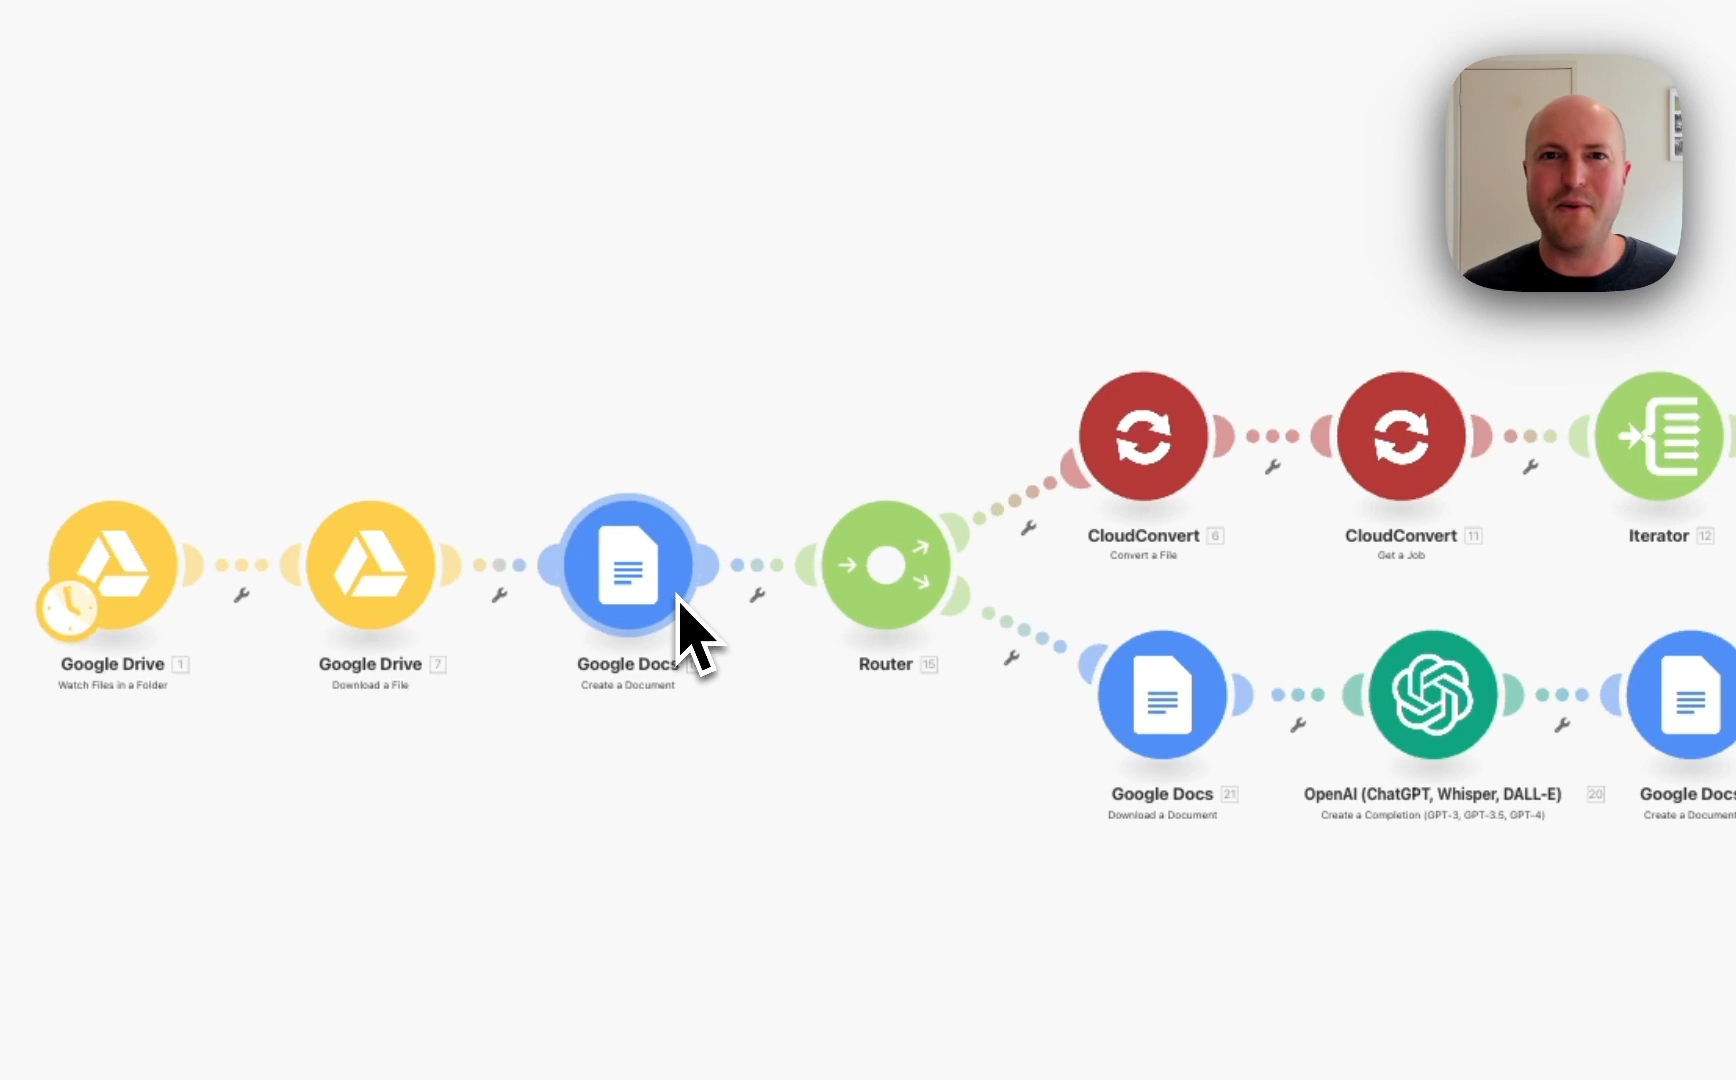 CloudConvert 6
Convert a File
CloudConvert 11
Get a Job
Iterator 12
Google Drive 1
Watch Files in a Folder
Google Drive 7
Download a File
Google Docs
Create a Document
Router 15
Google Docs 21
Download a Document
OpenAI (ChatGPT, Whisper, DALL-E) 20
Create a Completion (GPT-3, GPT-3.5, GPT-4)
Google Docs
Create a Document